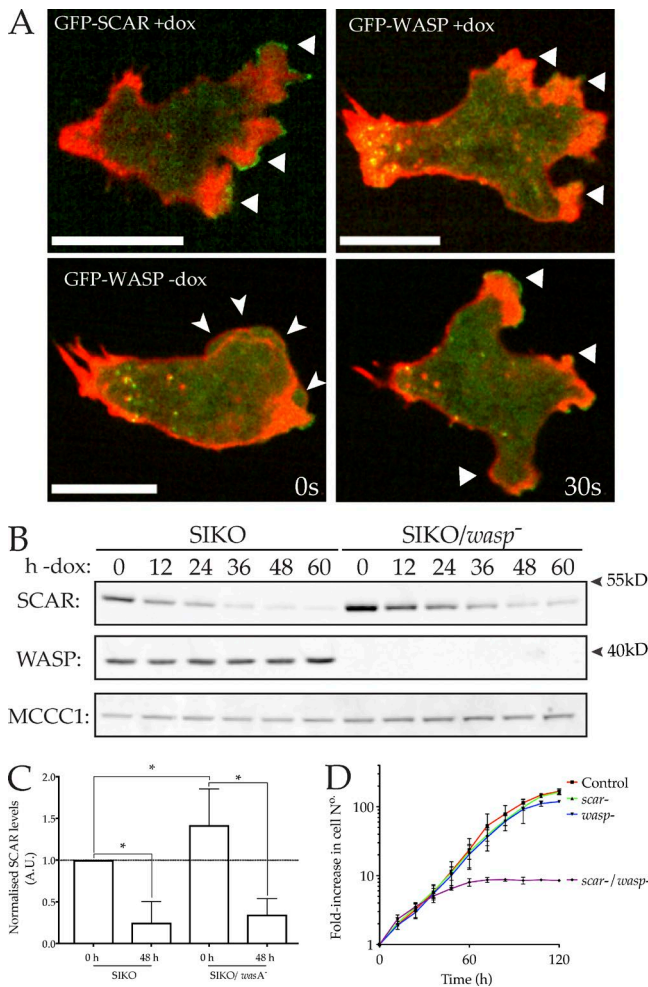 A
GFP-SCAR +dox
GFP-WASP +dox
GFP-WASP -dox
0s
30s
B
SIKO SIKO/wasp⁻
h -dox: 0 12 24 36 48 60 0 12 24 36 48 60
55kD
SCAR:
40kD
WASP:
MCCC1:
C
Normalised SCAR levels
(A.U.)
2.0
1.5
1.0
0.5
0.0
* * *
0 h 48 h 0 h 48 h
SIKO SIKO/ wasA⁻
D
Fold-increase in cell Nº.
100
10
1
0 60 120
Time (h)
Control
scar-
wasp-
scar-/wasp-